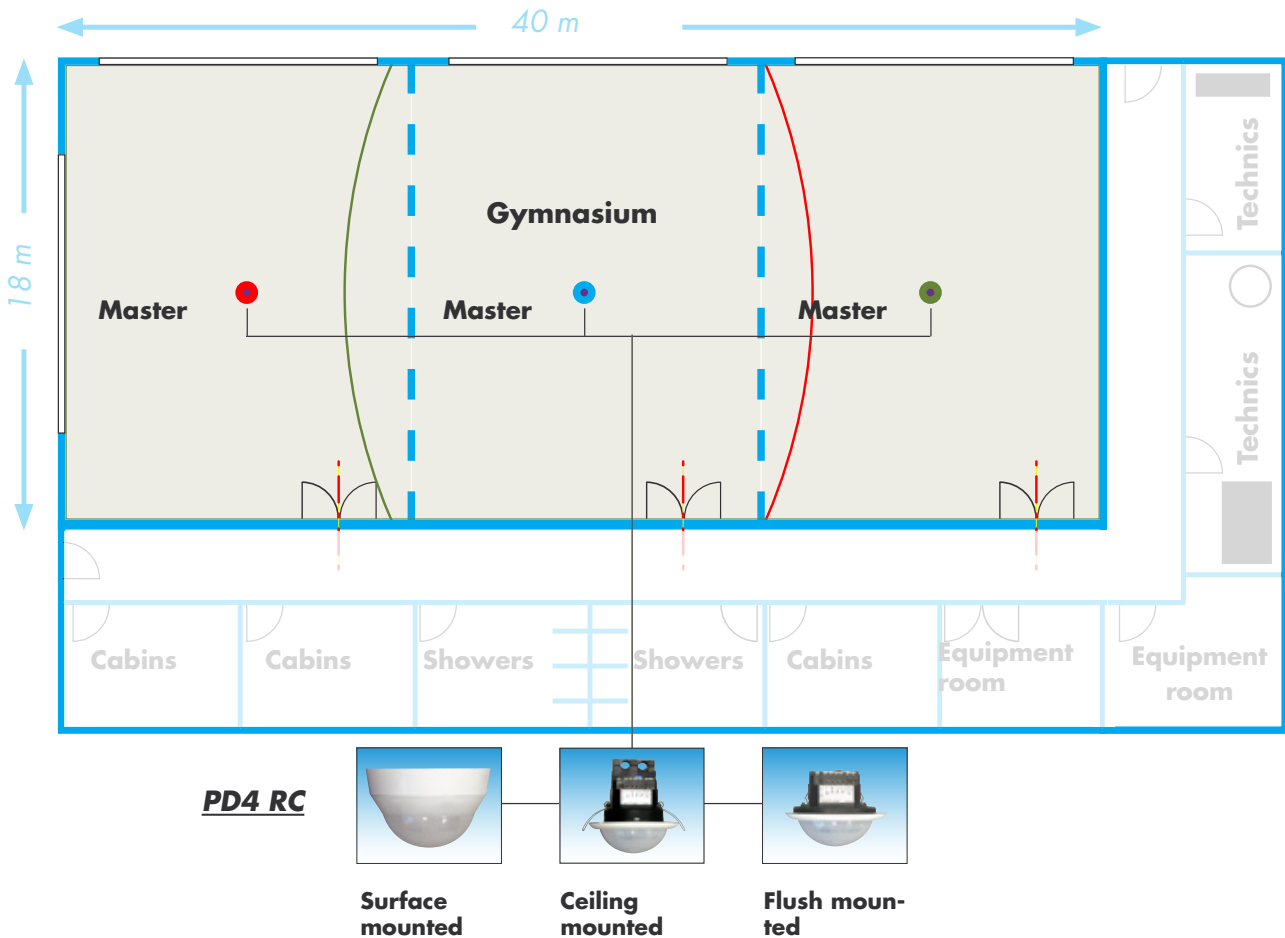 40 m
18 m
Gymnasium
Master
Master
Master
Technics
Technics
Cabins
Cabins
Showers
Showers
Cabins
Equipment
room
Equipment
room
PD4 RC
Surface
mounted
Ceiling
mounted
Flush moun-
ted